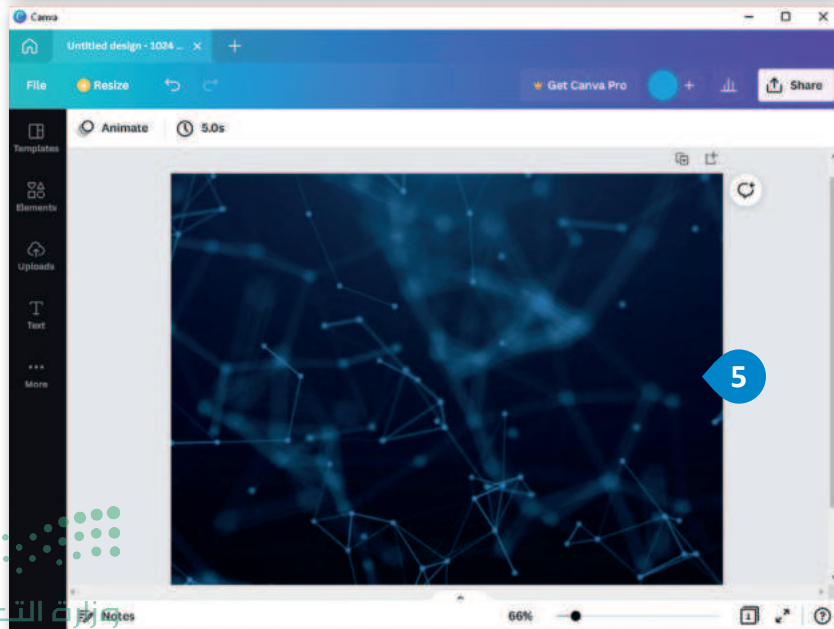 Canva
Untitled design - 1024 ...
File
Resize
Get Canva Pro
Share
Templates
Animate
5.0s
Elements
Uploads
Text
More
5
Notes
66%
1
وزارة